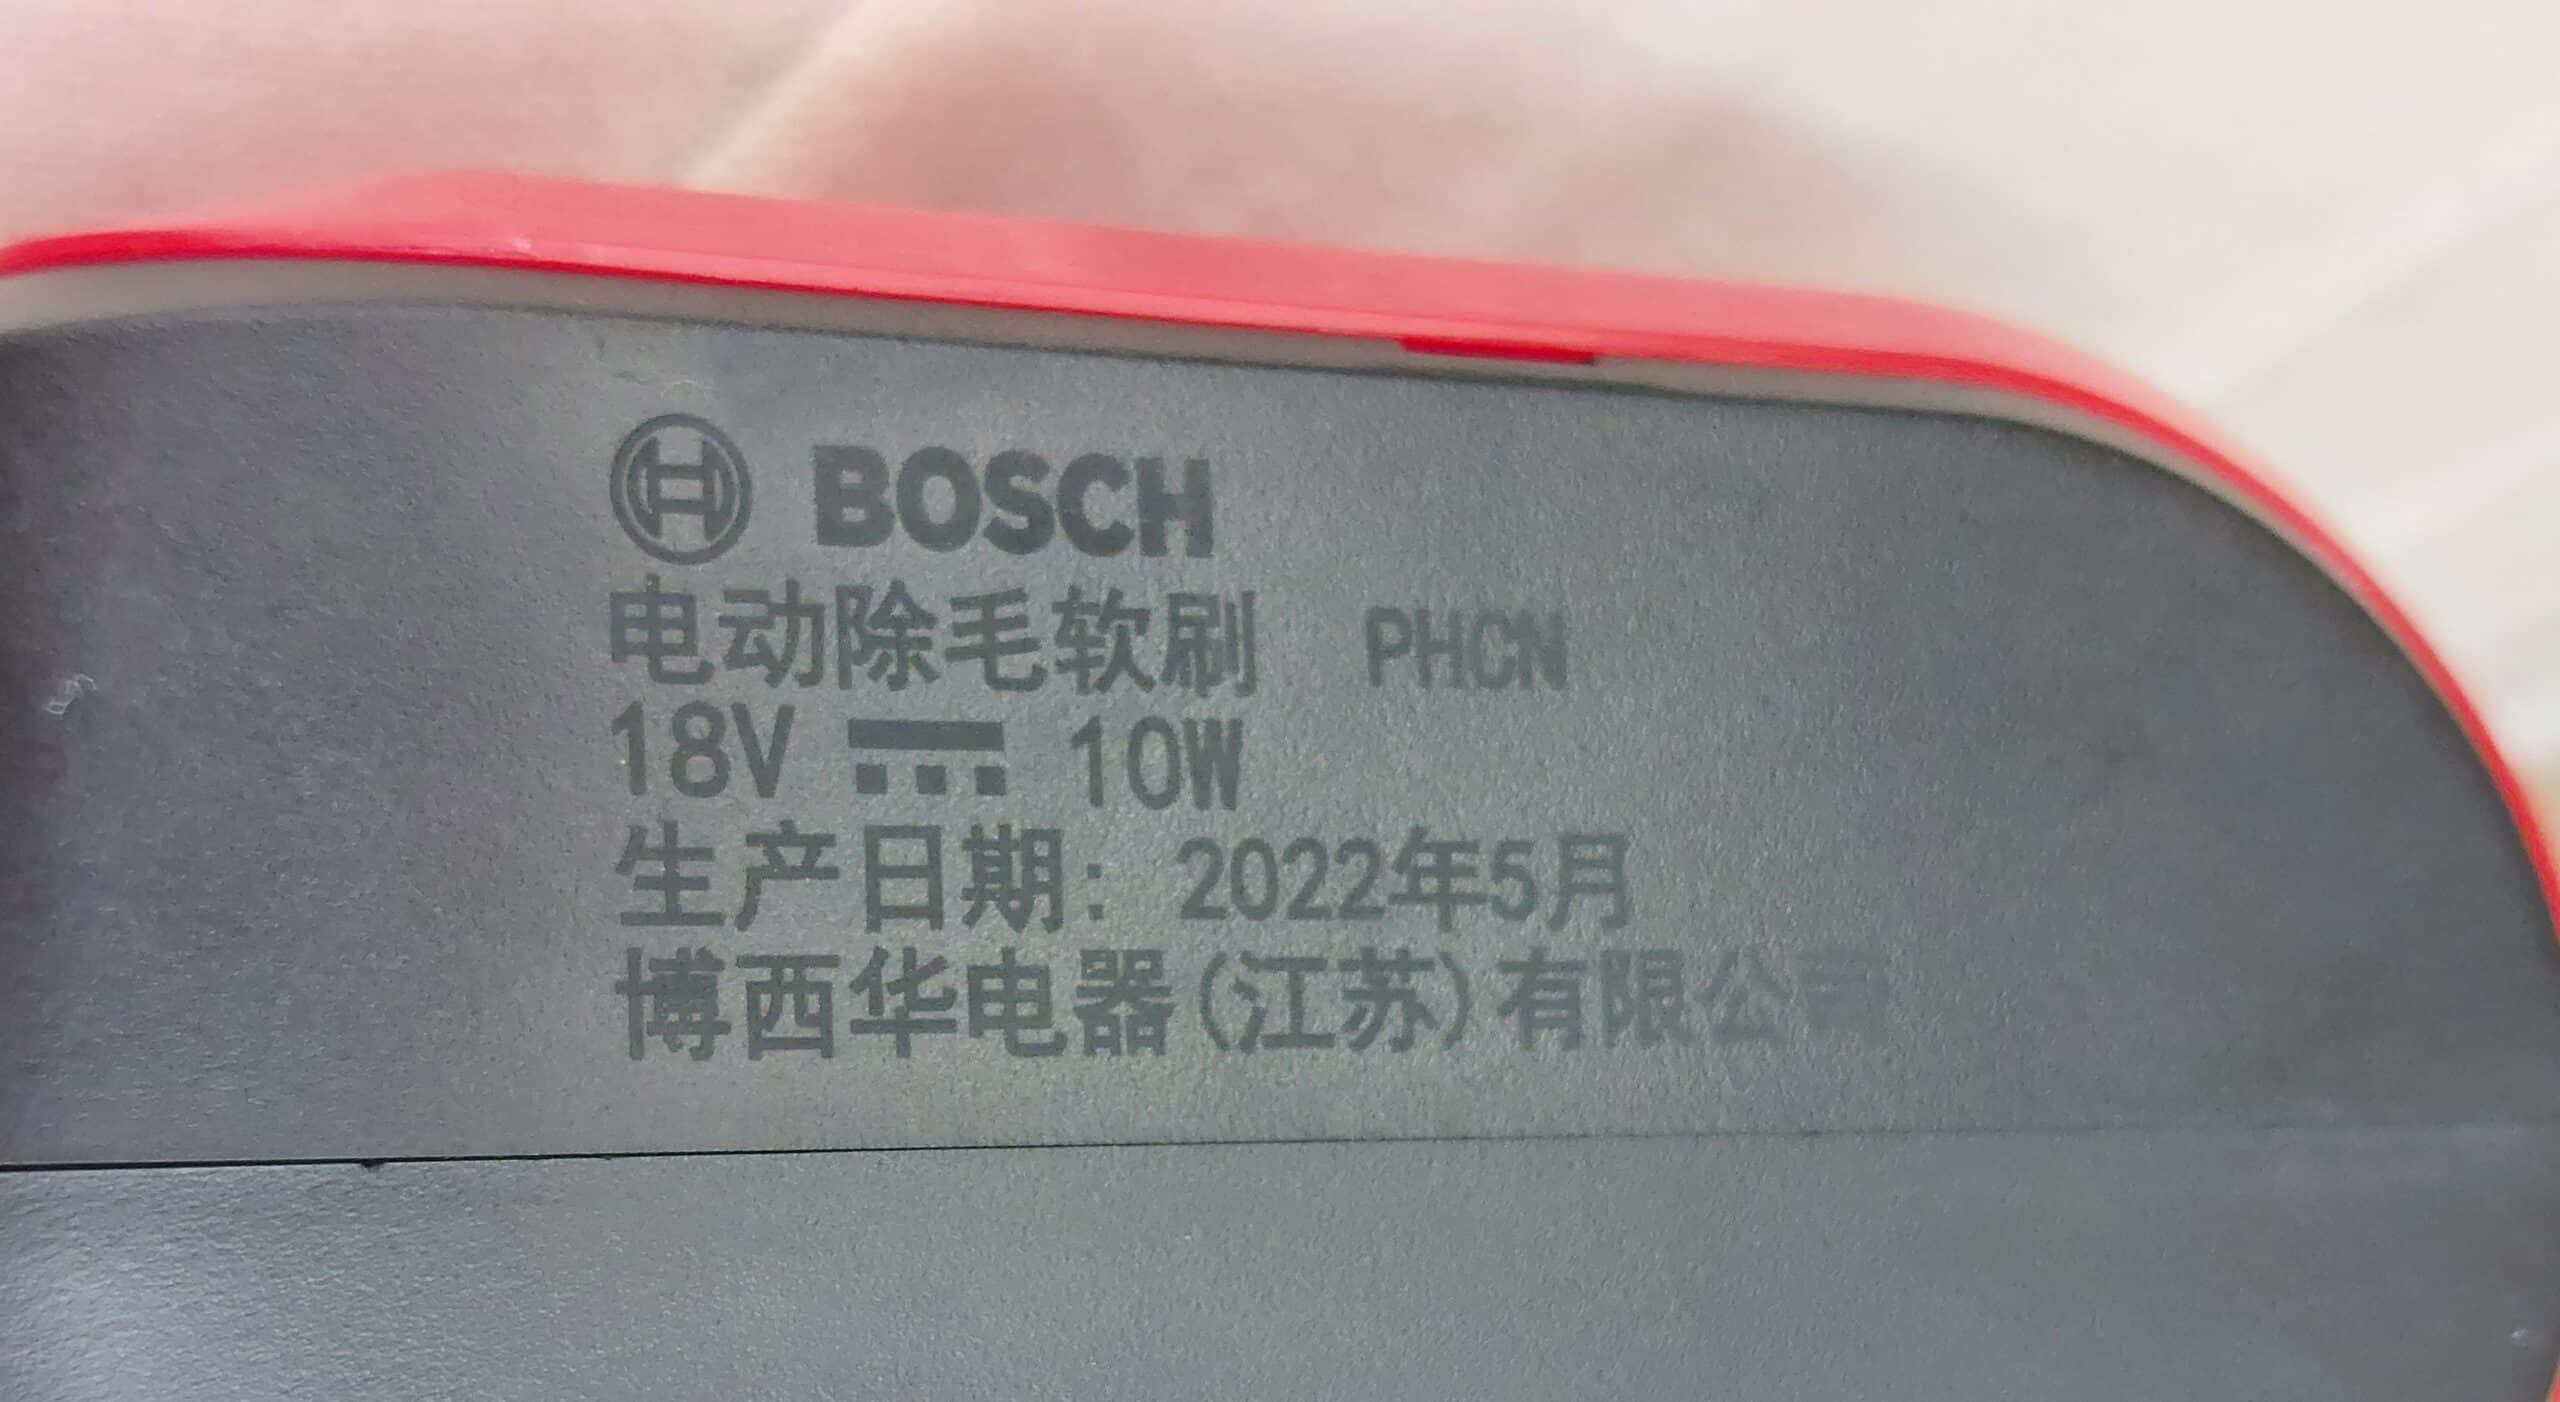 BOSCH
电动除毛软刷 PHCN
18V ⎓ 10W
生产日期: 2022年5月
博西华电器(江苏)有限公司